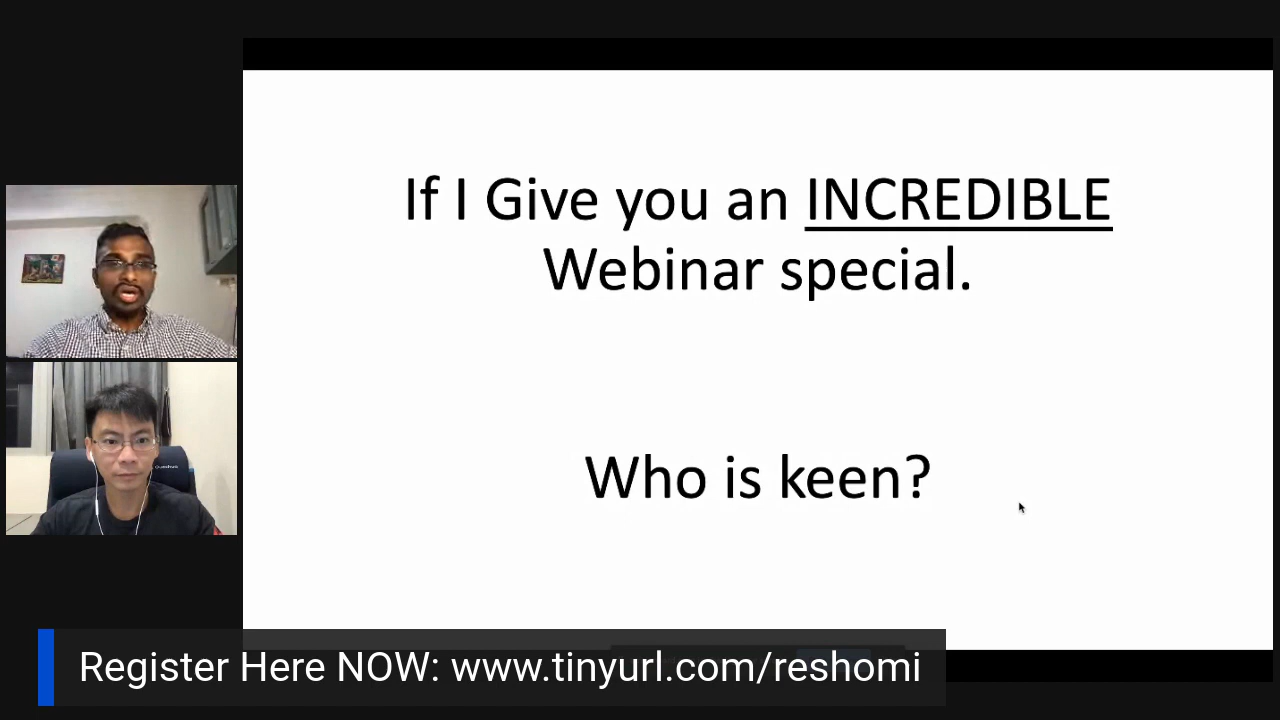 If I Give you an INCREDIBLE
Webinar special.
Who is keen?
Register Here NOW: www.tinyurl.com/reshomi